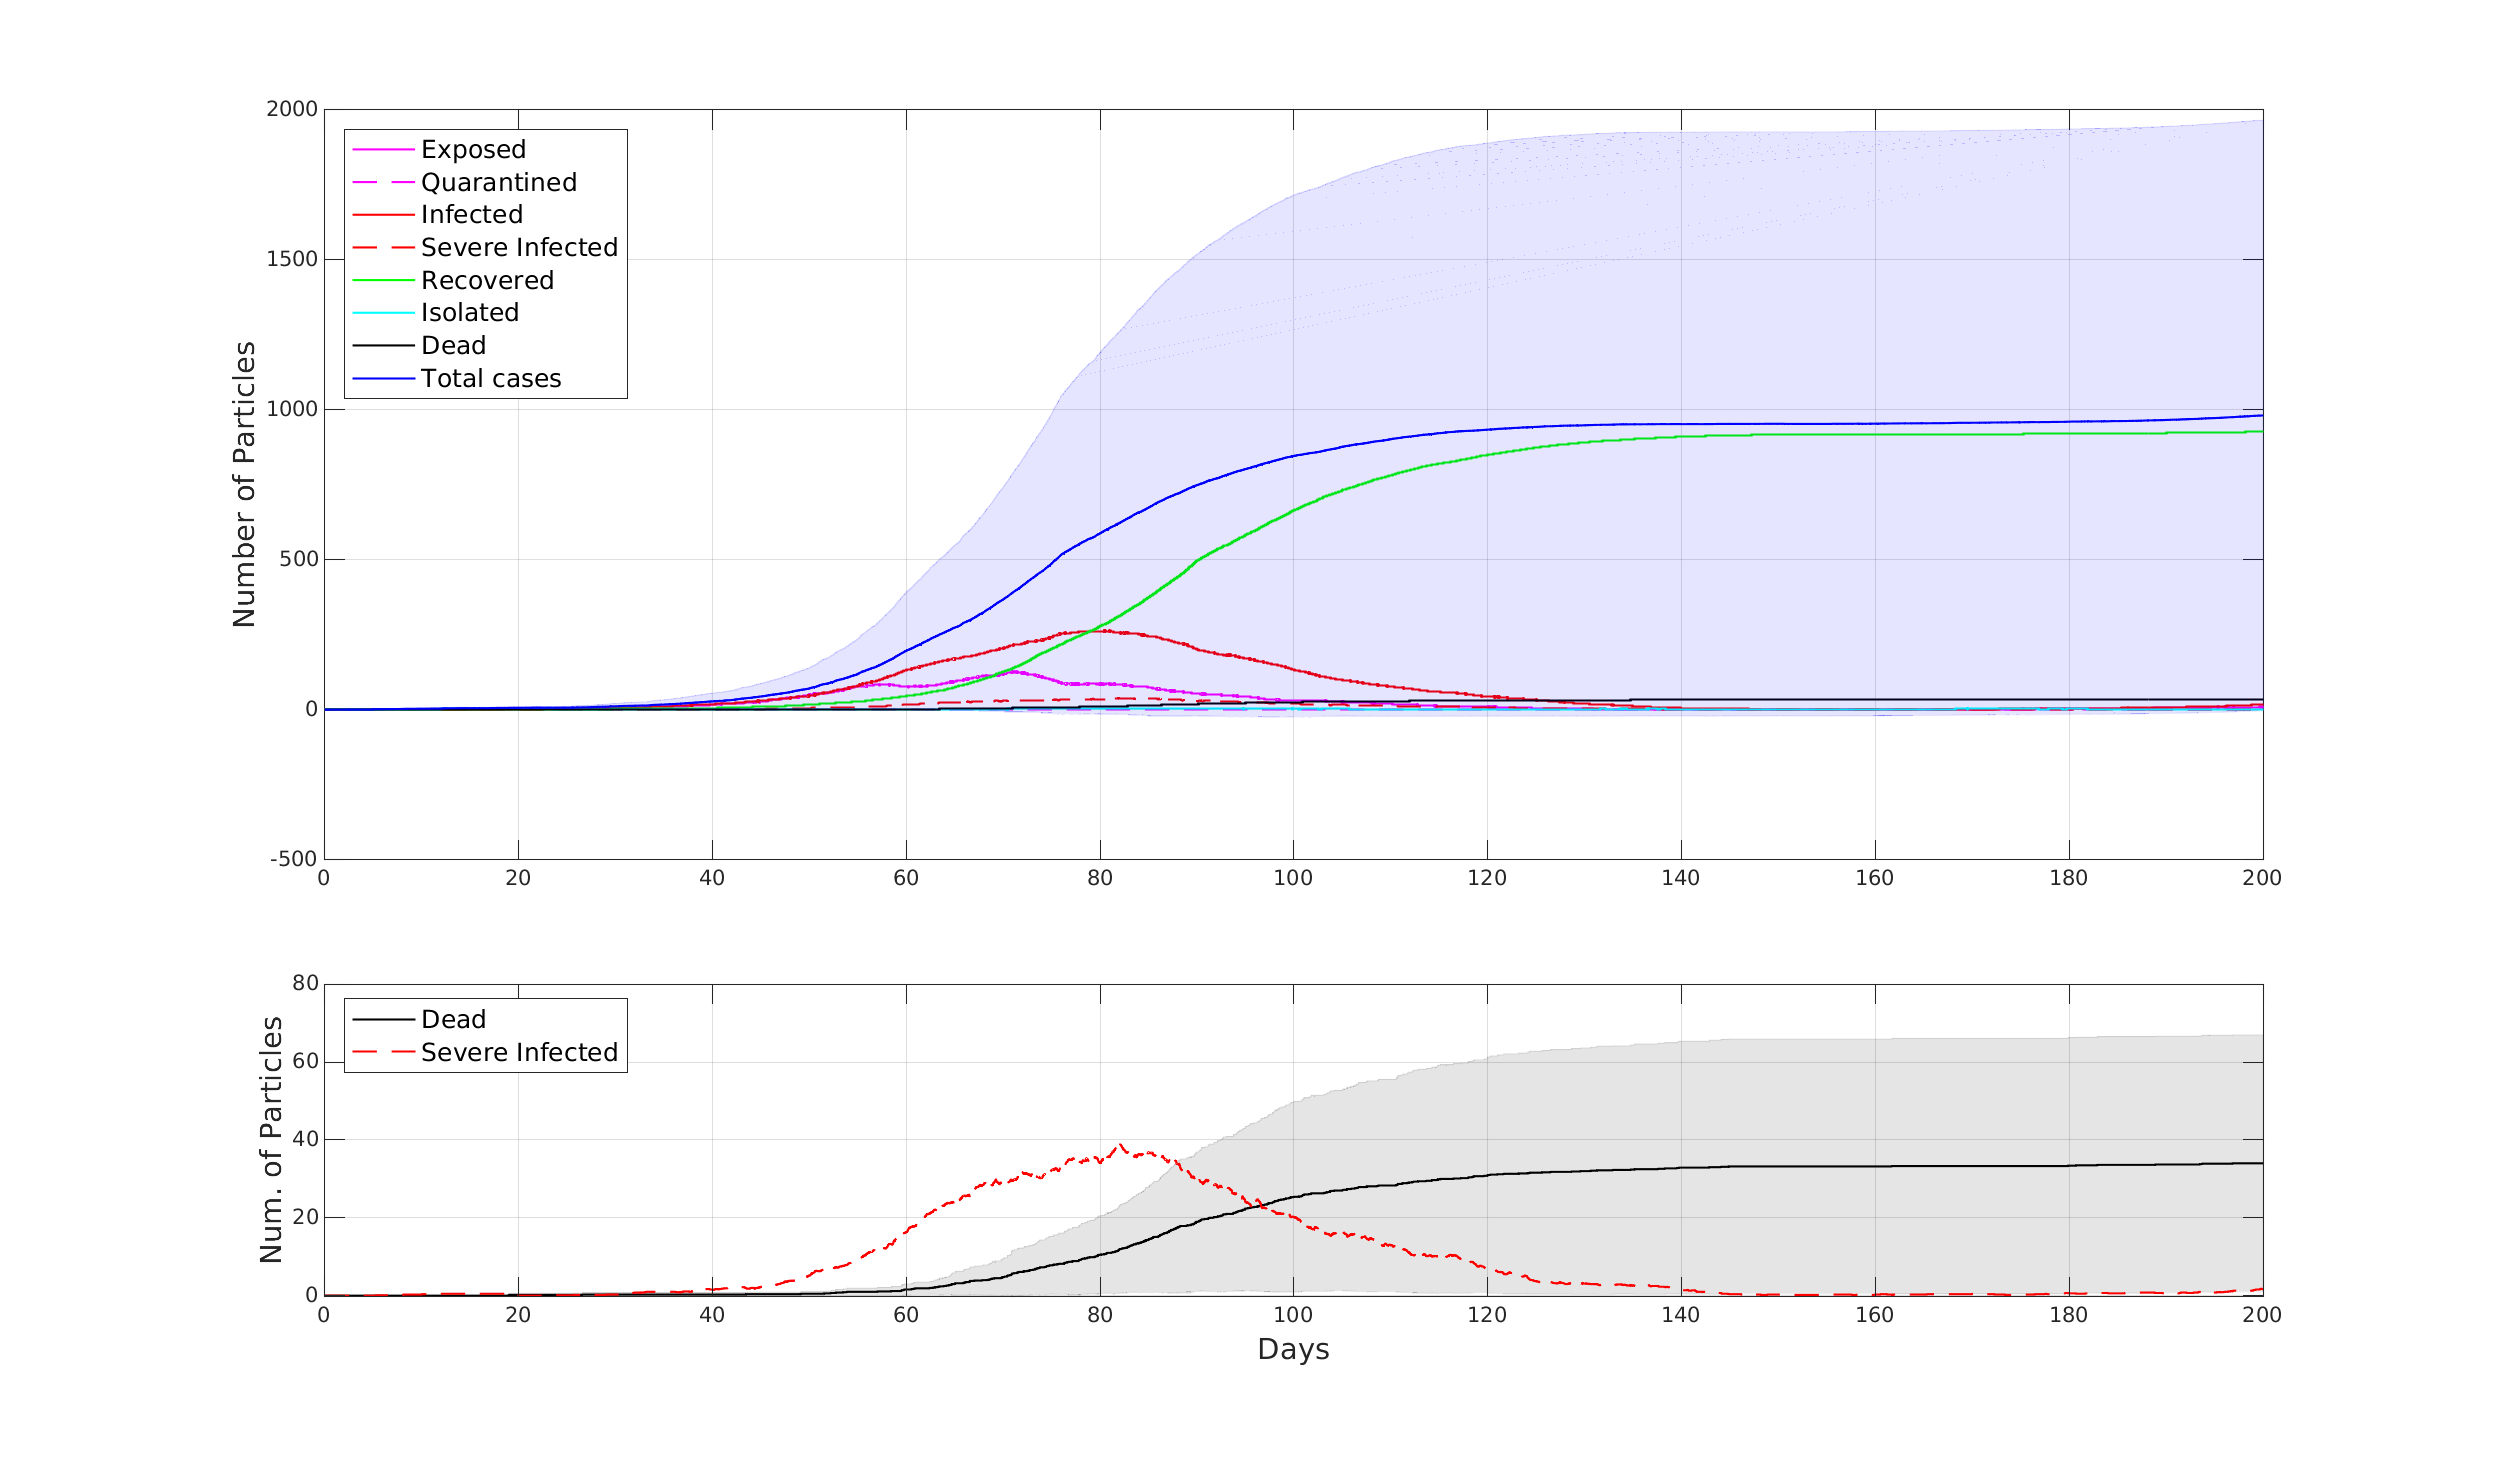 2000
1500
1000
500
0
-500
Number of Particles
Exposed
Quarantined
Infected
Severe Infected
Recovered
Isolated
Dead
Total cases
0 20 40 60 80 100 120 140 160 180 200
80
60
40
20
0
Num. of Particles
Dead
Severe Infected
0 20 40 60 80 100 120 140 160 180 200
Days